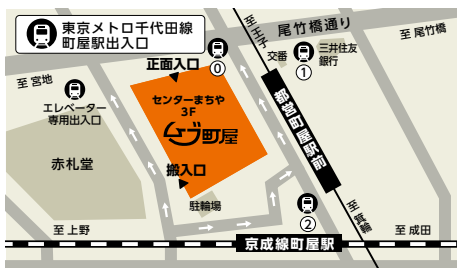 東京メトロ千代田線
町屋駅出入口
至王子
尾竹橋通り
至 尾竹橋
⓪
交番
①
三井住友
銀行
正面入口
至 宮地
エレベーター
専用出入口
センターまちや
3F
ムブ町屋
都営町屋駅前
赤札堂
搬入口
駐輪場
②
至 箕輪
至 上野
京成線町屋駅
至 成田